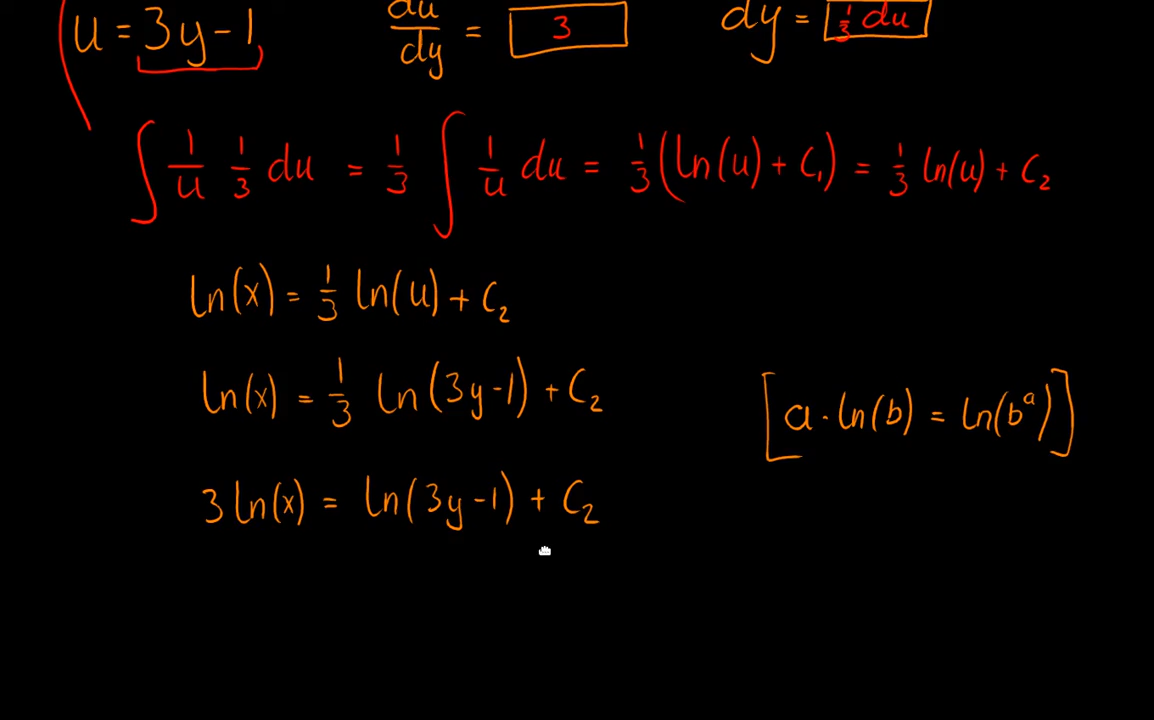 u = 3y-1 du/dy = 3 dy = 1/3 du
∫ 1/u 1/3 du = 1/3 ∫ 1/u du = 1/3 (ln(u) + C₁) = 1/3 ln(u) + C₂
ln(x) = 1/3 ln(u) + C₂
ln(x) = 1/3 ln(3y-1) + C₂
[a · ln(b) = ln(bᵃ)]
3 ln(x) = ln(3y-1) + C₂